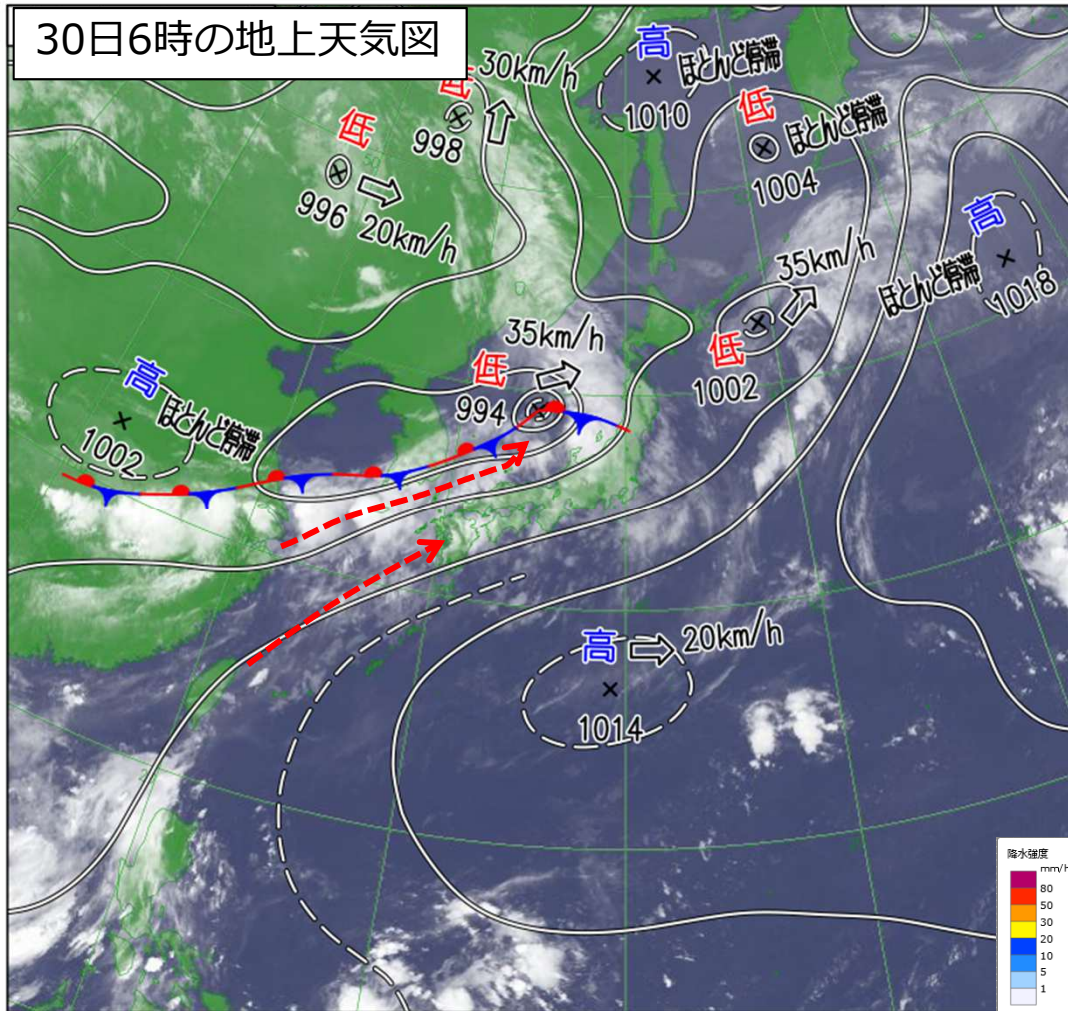 30日6時の地上天気図
高
ほとんど停滞
1010
低
30km/h
998
低
996
20km/h
低
ほとんど停滞
1004
高
ほとんど停滞
1018
35km/h
低
1002
35km/h
低
994
高
ほとんど停滞
1002
高
20km/h
1014
降水強度
mm/h
80
50
30
20
10
5
1